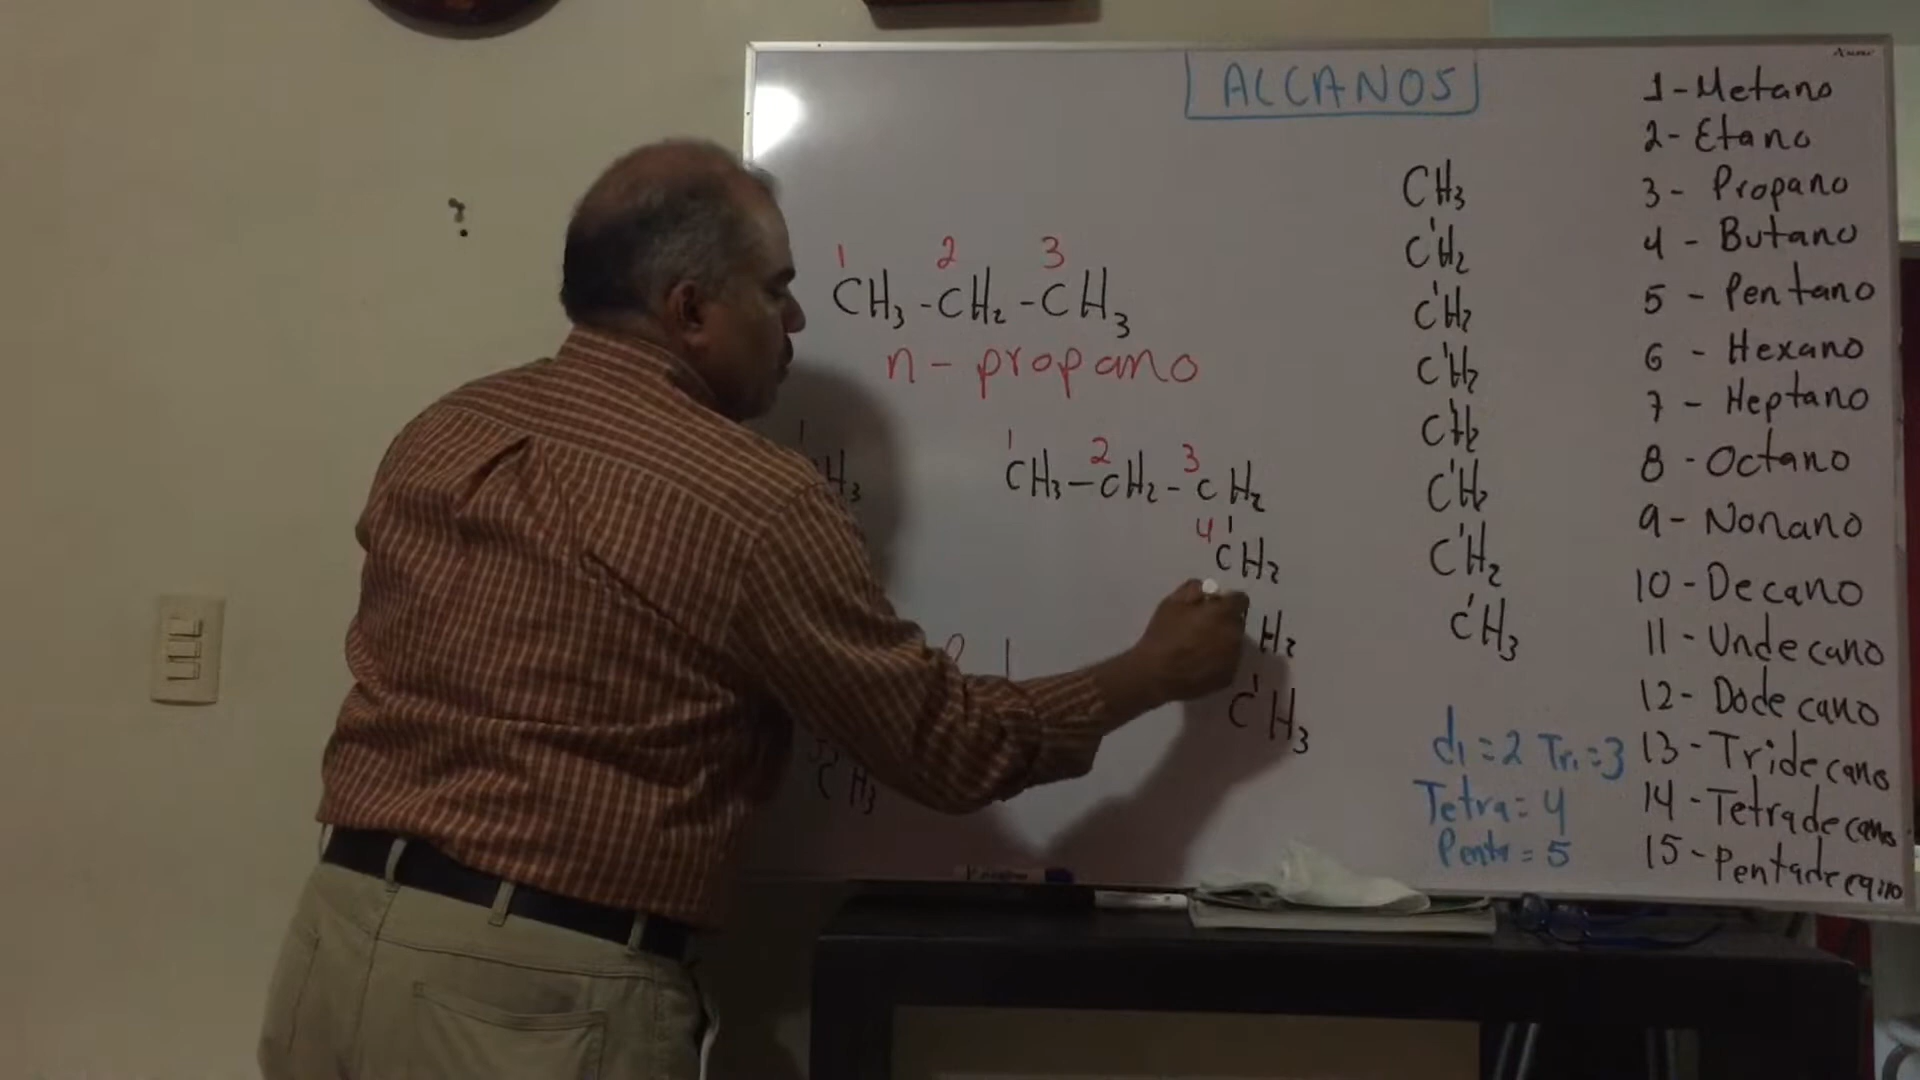 ALCANOS
1 2 3
CH3-CH2-CH3
n-propano
1
H3
CH3
1 2 3
CH3-CH2-CH2
4
CH2
H2
CH3
CH3
CH2
CH2
CH2
CH2
CH2
CH2
CH3
di=2 Tri=3
Tetra=4
Penta=5
1-Metano
2-Etano
3-Propano
4-Butano
5-Pentano
6-Hexano
7-Heptano
8-Octano
9-Nonano
10-Decano
11-Undecano
12-Dodecano
13-Tridecano
14-Tetradecano
15-Pentadecano